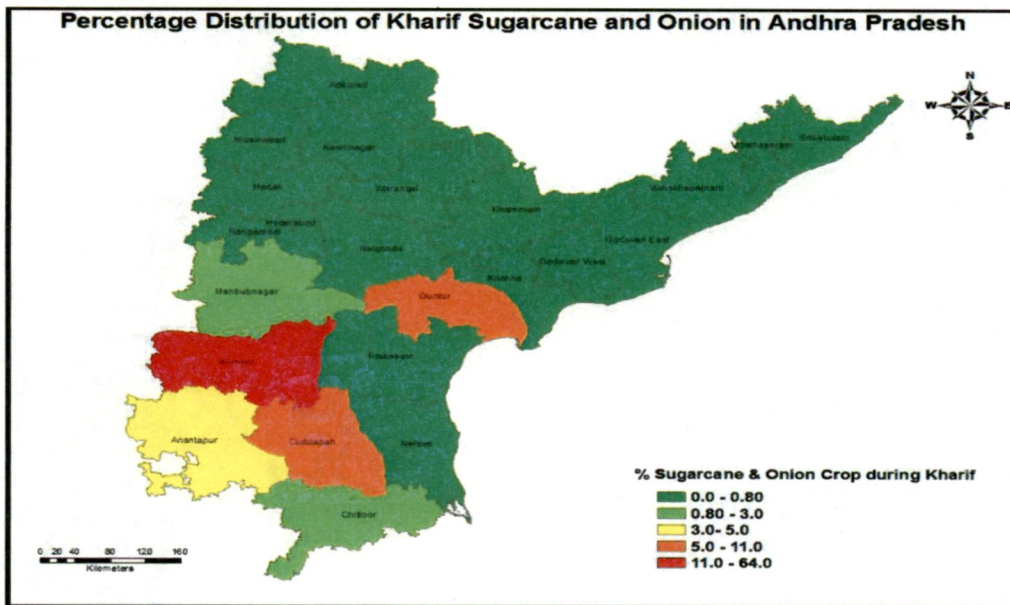 Percentage Distribution of Kharif Sugarcane and Onion in Andhra Pradesh
N
W E
S
Adilabad
Srikakulam
Nizamabad
Karimnagar
Medak
Warangal
Visakhapatnam
Khammam
Hyderabad
Rangareddi
Nalgonda
Godavari East
Godavari West
Krishna
Mahbubnagar
Guntur
Prakasam
Anantapur
Cuddapah
Nellore
Chittoor
% Sugarcane & Onion Crop during Kharif
0.0 - 0.80
0.80 - 3.0
3.0- 5.0
5.0 - 11.0
11.0 - 64.0
0 20 40 80 120 160
Kilometers